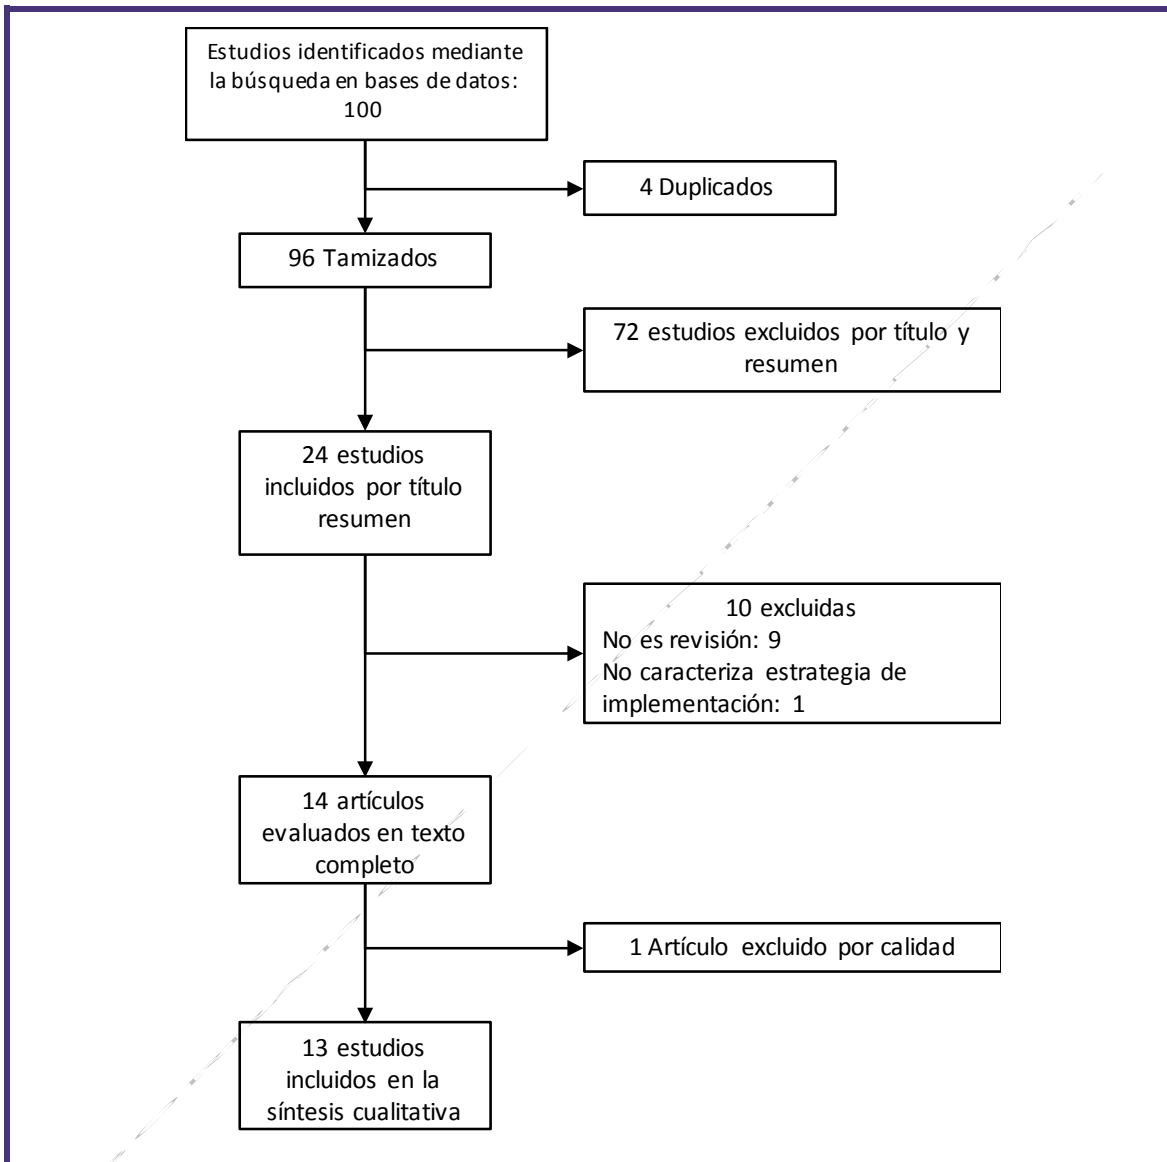 Estudios identificados mediante
la búsqueda en bases de datos:
100
4 Duplicados
96 Tamizados
72 estudios excluidos por título y
resumen
24 estudios
incluidos por título
resumen
10 excluidas
No es revisión: 9
No caracteriza estrategia de
implementación: 1
14 artículos
evaluados en texto
completo
1 Artículo excluido por calidad
13 estudios
incluidos en la
síntesis cualitativa